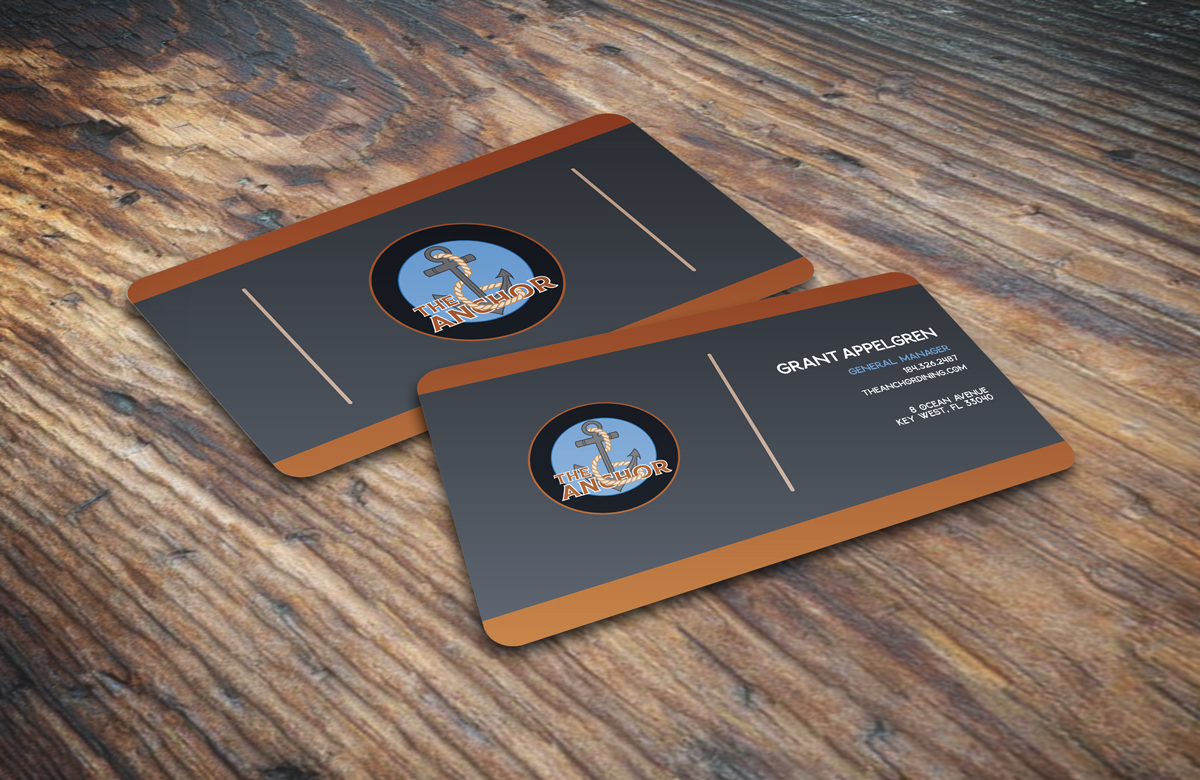 THE
ANCHOR
THE
ANCHOR
GRANT APPELGREN
GENERAL MANAGER
184.326.2487
THEANCHORDINING.COM
8 OCEAN AVENUE
KEY WEST, FL 33040